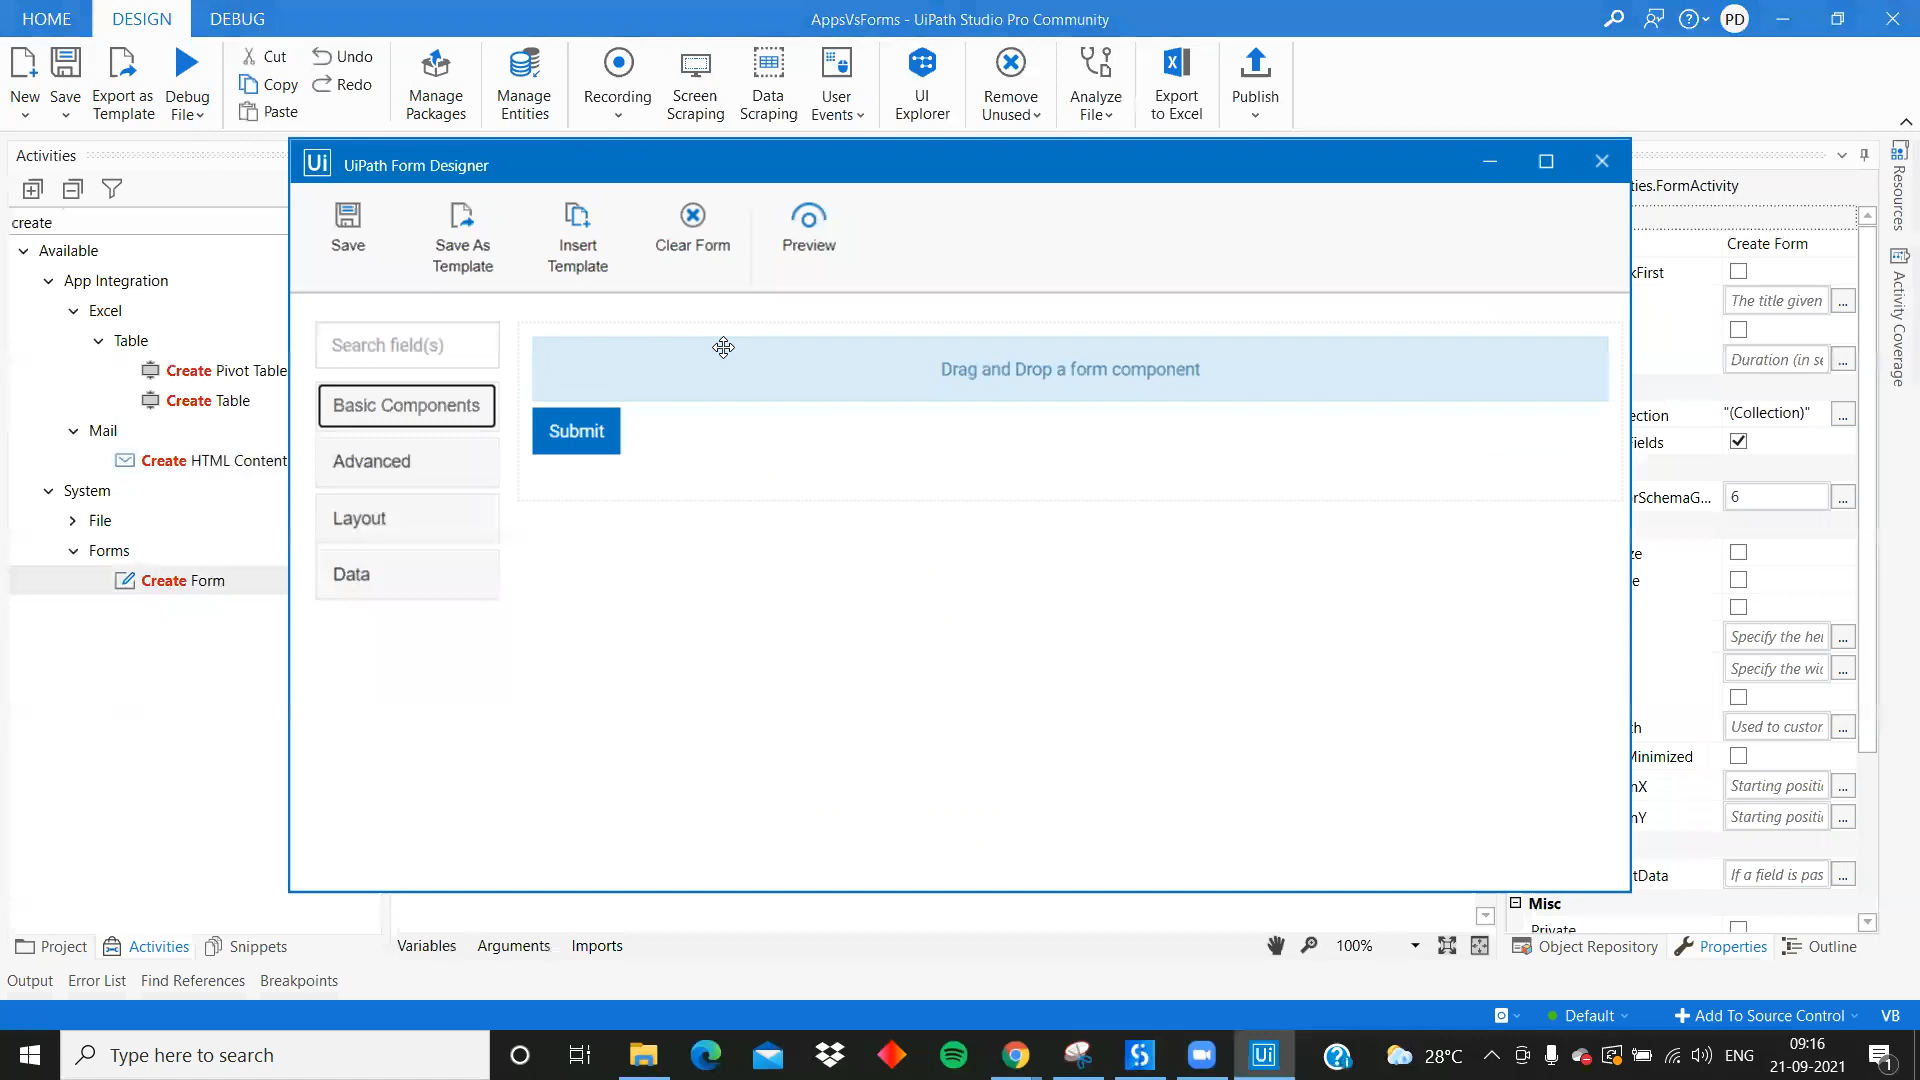 HOME DESIGN DEBUG AppsVsForms - UiPath Studio Pro Community PD
New Save Export as Template Debug File
Cut Copy Paste Undo Redo
Manage Packages Manage Entities Recording Screen Scraping Data Scraping User Events UI Explorer Remove Unused Analyze File Export to Excel Publish
Activities
create
Available
App Integration
Excel
Table
Create Pivot Table
Create Table
Mail
Create HTML Content
System
File
Forms
Create Form
Ui UiPath Form Designer
Save
Save As Template
Insert Template
Clear Form
Preview
Search field(s)
Basic Components
Advanced
Layout
Data
Drag and Drop a form component
Submit
ties.FormActivity
Create Form
kFirst
The title given ...
Duration (in se ...
ection "(Collection)" ...
ields
rSchemaG... 6 ...
ze
e
Specify the hei ...
Specify the wid ...
th Used to custor ...
Minimized
nX Starting positi ...
nY Starting positi ...
tData If a field is pas ...
Misc
Private
Resources
Activity Coverage
Project Activities Snippets
Variables Arguments Imports
100%
Object Repository Properties Outline
Output Error List Find References Breakpoints
Default Add To Source Control VB
Type here to search
Ui
28°C ENG
09:16
21-09-2021
1